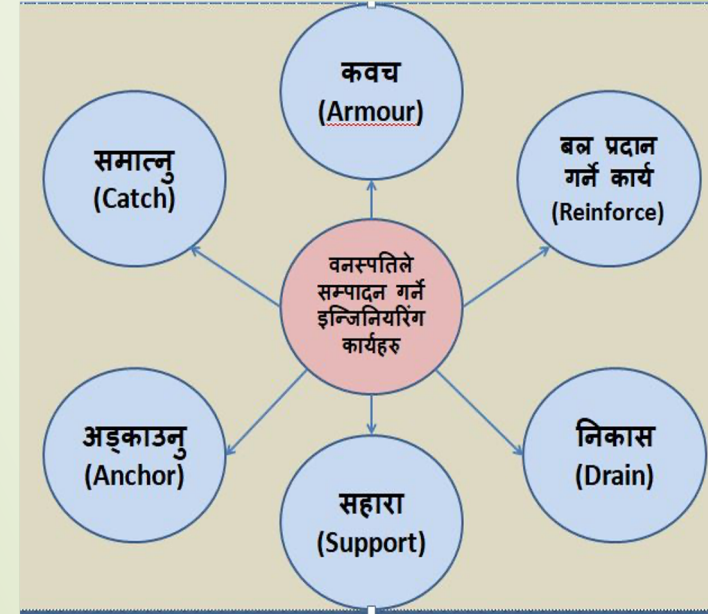 कवच
(Armour)
समात्नु
(Catch)
बल प्रदान
गर्ने कार्य
(Reinforce)
वनस्पतिले
सम्पादन गर्ने
इन्जिनियरिंग
कार्यहरु
अड्काउनु
(Anchor)
निकास
(Drain)
सहारा
(Support)